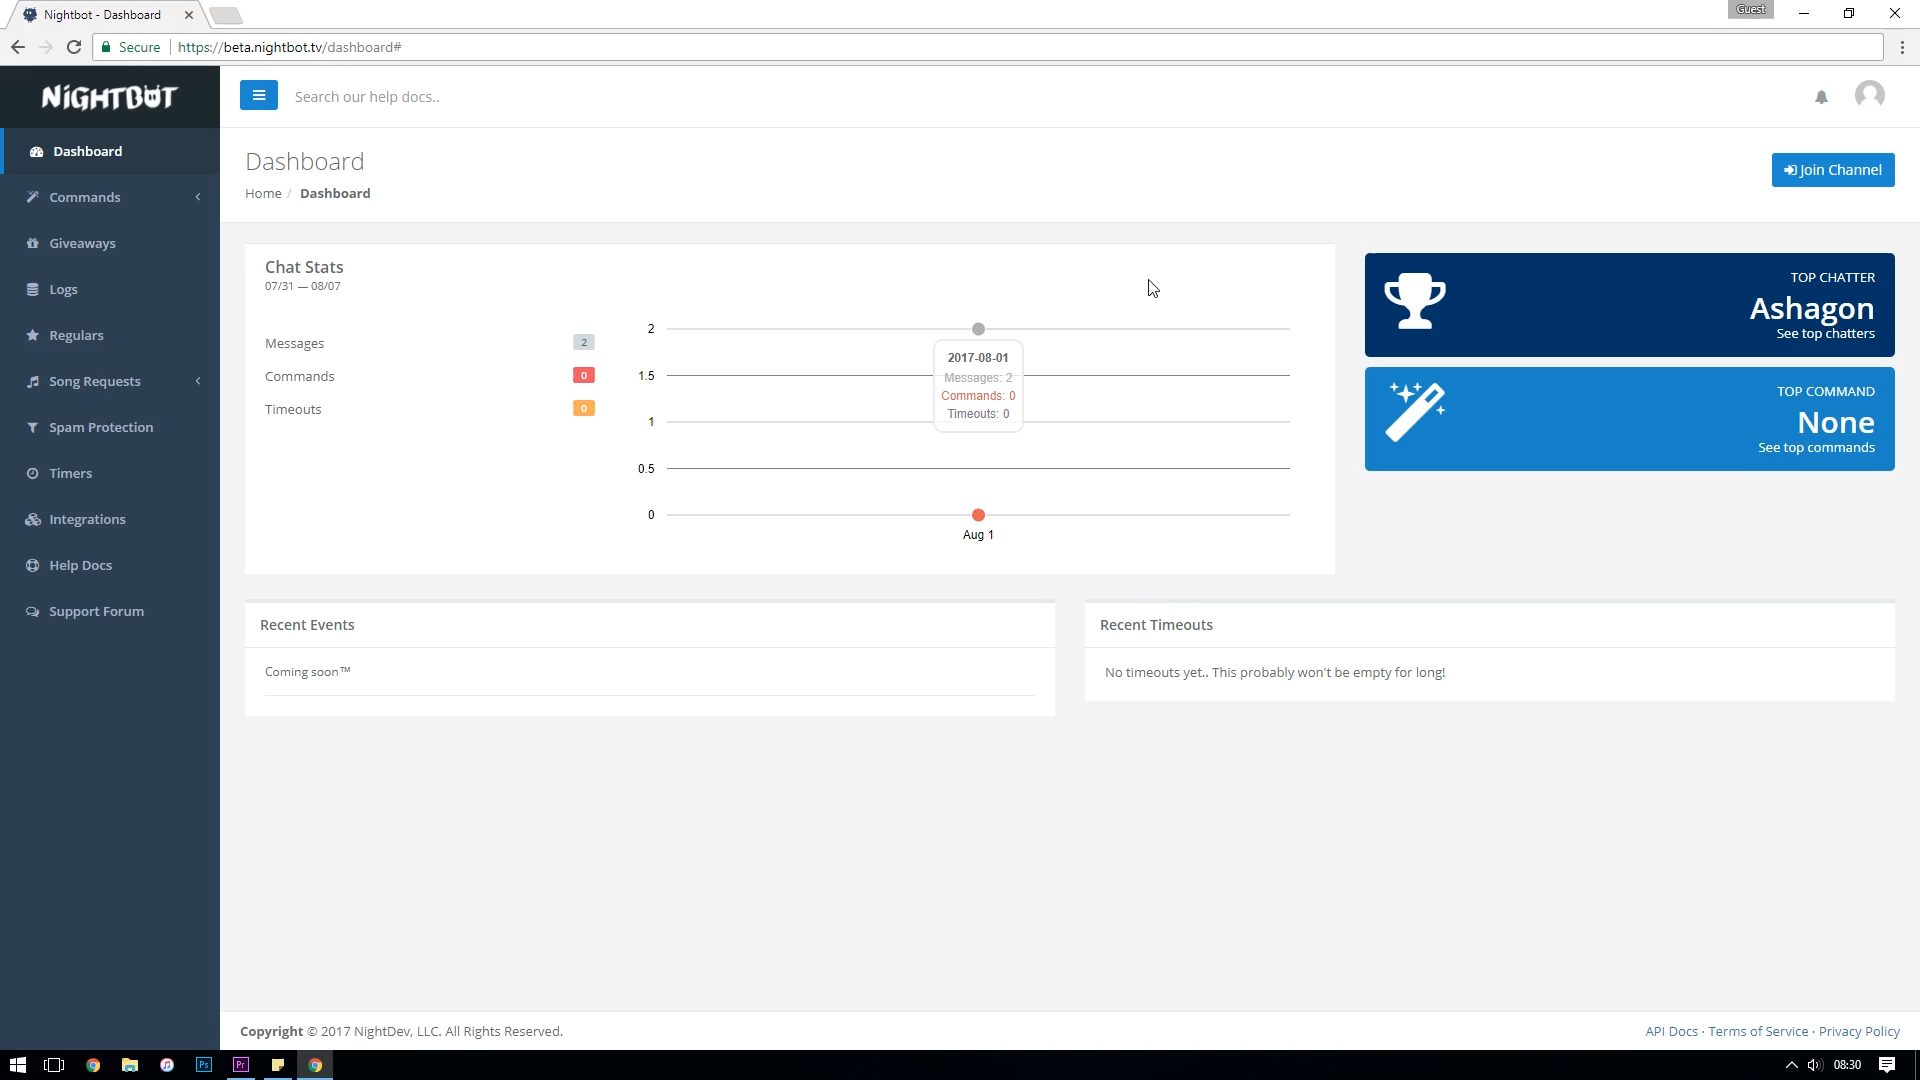 Nightbot - Dashboard
Guest
Secure
https://beta.nightbot.tv/dashboard#
NIGHTBOT
Search our help docs..
Dashboard
Commands
Giveaways
Logs
Regulars
Song Requests
Spam Protection
Timers
Integrations
Help Docs
Support Forum
Dashboard
Home / Dashboard
Join Channel
Chat Stats
07/31 — 08/07
Messages 2
Commands 0
Timeouts 0
2
1.5
1
0.5
0
2017-08-01
Messages: 2
Commands: 0
Timeouts: 0
Aug 1
TOP CHATTER
Ashagon
See top chatters
TOP COMMAND
None
See top commands
Recent Events
Coming soon™
Recent Timeouts
No timeouts yet.. This probably won't be empty for long!
Copyright © 2017 NightDev, LLC. All Rights Reserved.
API Docs · Terms of Service · Privacy Policy
Ps
Pr
08:30